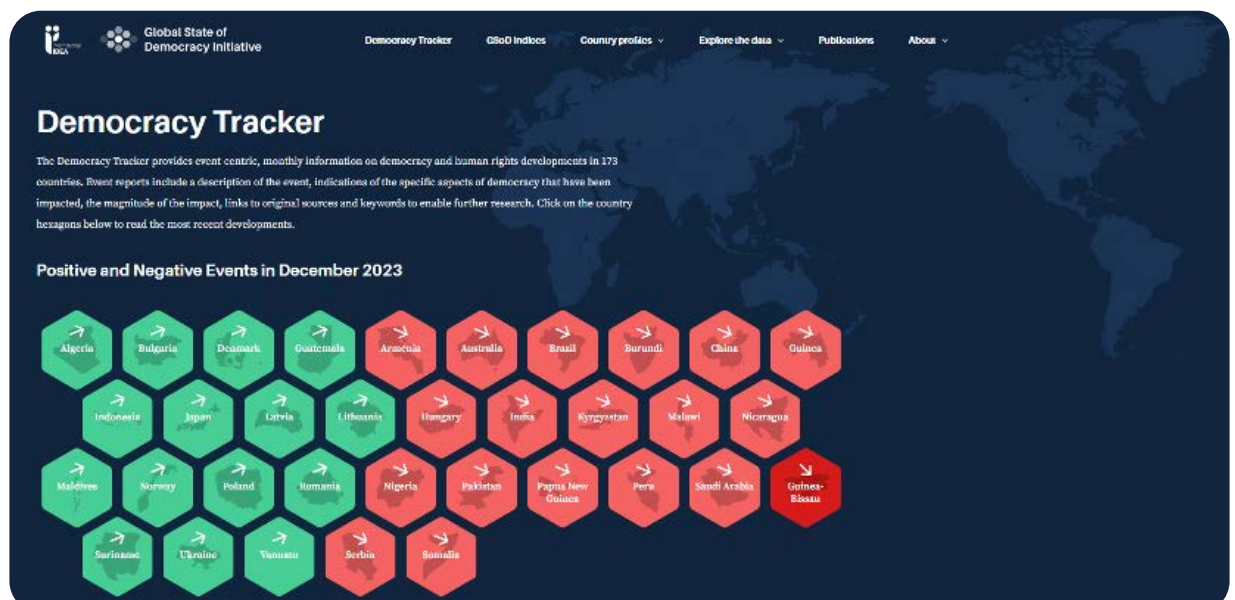 IDEA
Global State of
Democracy Initiative
Democracy Tracker
GSoD Indices
Country profiles
Explore the data
Publications
About
Democracy Tracker
The Democracy Tracker provides event centric, monthly information on democracy and human rights developments in 173
countries. Event reports include a description of the event, indications of the specific aspects of democracy that have been
impacted, the magnitude of the impact, links to original sources and keywords to enable further research. Click on the country
hexagons below to read the most recent developments.
Positive and Negative Events in December 2023
Algeria
Bulgaria
Denmark
Guatemala
Armenia
Australia
Brazil
Burundi
China
Guinea
Indonesia
Japan
Latvia
Lithuania
Hungary
India
Kyrgyzstan
Malawi
Nicaragua
Maldives
Norway
Poland
Romania
Nigeria
Pakistan
Papua New
Guinea
Peru
Saudi Arabia
Guinea-
Bissau
Suriname
Ukraine
Vanuatu
Serbia
Somalia